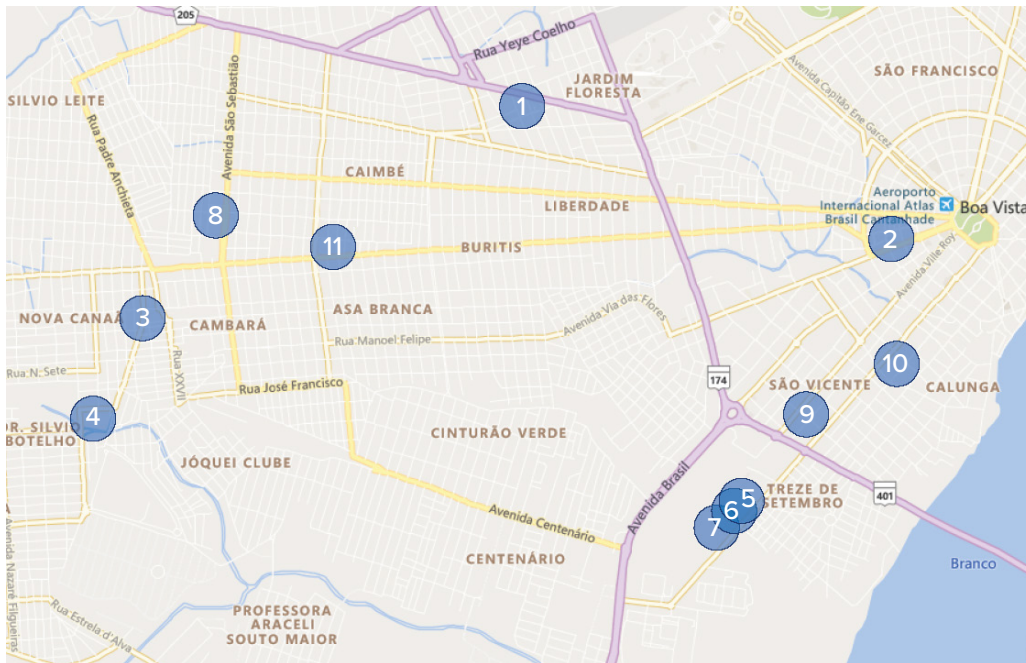 205
Rua Yeye Coelho
JARDIM
FLORESTA
SÃO FRANCISCO
Avenida Capitão Ene Garcez
SILVIO LEITE
1
Rua Padre Anchieta
Avenida São Sebastião
CAIMBÉ
LIBERDADE
Aeroporto
Internacional Atlas
Brasil Cantanhade
Boa Vista
8
11
BURITIS
2
Avenida Ville Roy
NOVA CANAÃ
3
CAMBARÁ
ASA BRANCA
Avenida Via das Flores
Rua Manoel Felipe
Rua N. Sete
Rua XXVII
Rua José Francisco
174
SÃO VICENTE
10
CALUNGA
4
DR. SILVIO
BOTELHO
9
CINTURÃO VERDE
JÓQUEI CLUBE
Avenida Brasil
401
5
6
7
TREZE DE
SETEMBRO
A
Avenida Centenário
CENTENÁRIO
Branco
Avenida Nazaré Filgueiras
Rua Estrela d'Alva
PROFESSORA
ARACELI
SOUTO MAIOR